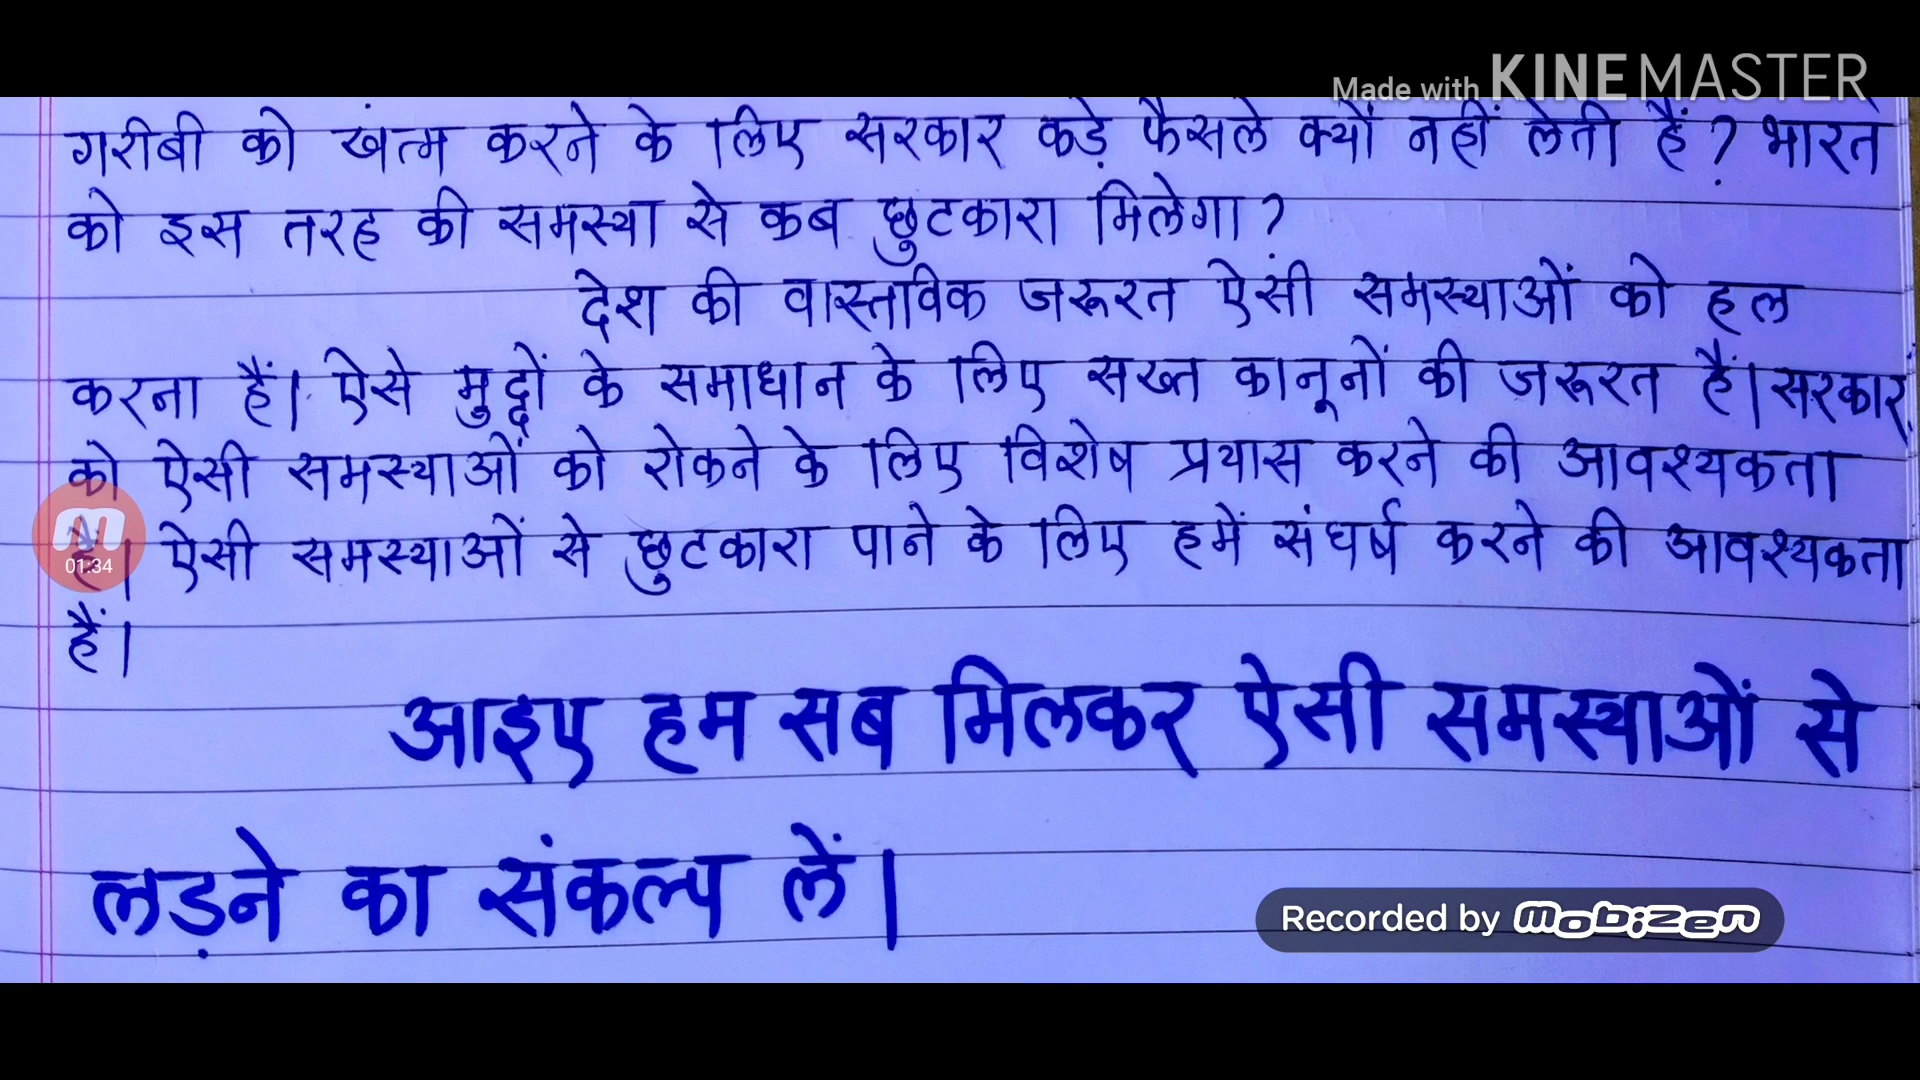 Made with KINEMASTER
गरीबी को खंत्म करने के लिए सरकार कड़े फैसले क्यों नहीं लेती हैं? भारत
को इस तरह की समस्या से कब छुटकारा मिलेगा?
देश की वास्तविक जरूरत ऐसी समस्याओं को हल
करना हैं। ऐसे मुद्दों के समाधान के लिए सख्त कानूनों की जरूरत हैं। सरकार
को ऐसी समस्याओं को रोकने के लिए विशेष प्रयास करने की आवश्यकता
हैं। ऐसी समस्याओं से छुटकारा पाने के लिए हमें संघर्ष करने की आवश्यकता
01:34
हैं।
आइए हम सब मिलकर ऐसी समस्याओं से
लड़ने का संकल्प लें।
Recorded by mobizen